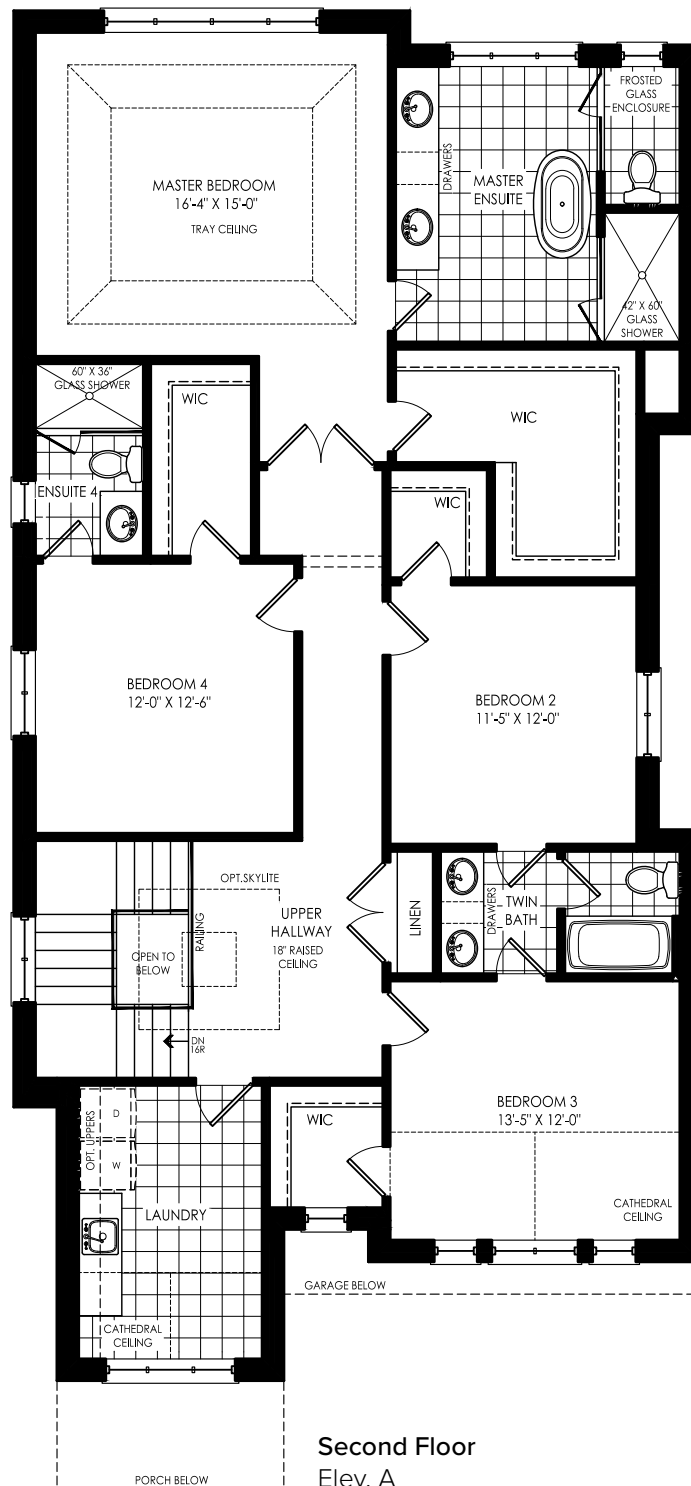 FROSTED
GLASS
ENCLOSURE
DRAWERS
MASTER
ENSUITE
MASTER BEDROOM
16'-4" X 15'-0"
TRAY CEILING
42" X 60"
GLASS
SHOWER
60" X 36"
GLASS SHOWER
WIC
WIC
ENSUITE 4
WIC
BEDROOM 4
12'-0" X 12'-6"
BEDROOM 2
11'-5" X 12'-0"
OPT.SKYLITE
UPPER
HALLWAY
18" RAISED
CEILING
RAILING
OPEN TO
BELOW
LINEN
DRAWERS
TWIN
BATH
DN
16R
OPT. UPPERS
D
W
WIC
BEDROOM 3
13'-5" X 12'-0"
LAUNDRY
CATHEDRAL
CEILING
GARAGE BELOW
CATHEDRAL
CEILING
Second Floor
Elev. A
PORCH BELOW